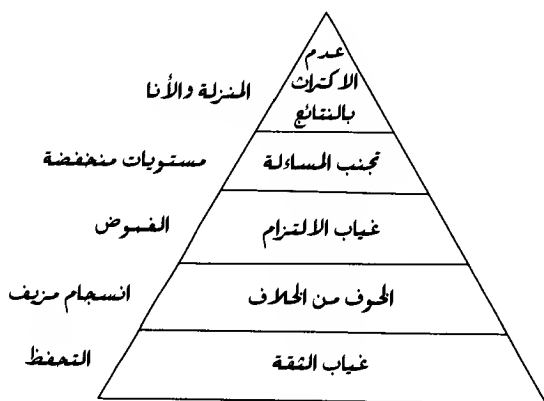 عدم
الاكتراث
بالنتائج
المنزلة والأنا
تجنب المساءلة
مستويات منخفضة
غياب الالتزام
الغموض
الخوف من الخلاف
انسجام مزيف
غياب الثقة
التحفظ